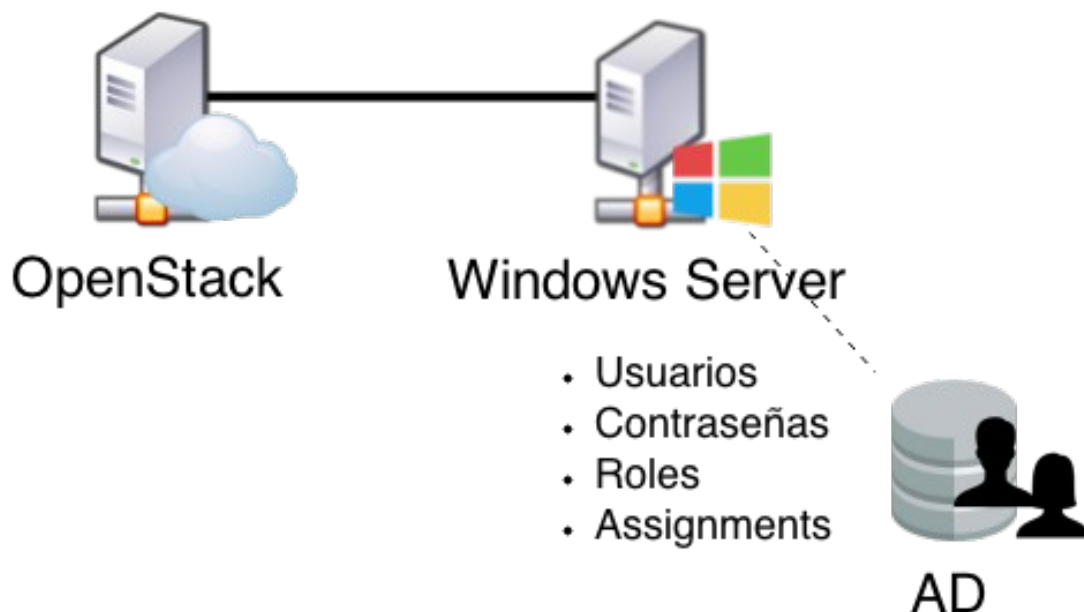 OpenStack
Windows Server
Usuarios
Contraseñas
Roles
Assignments
AD